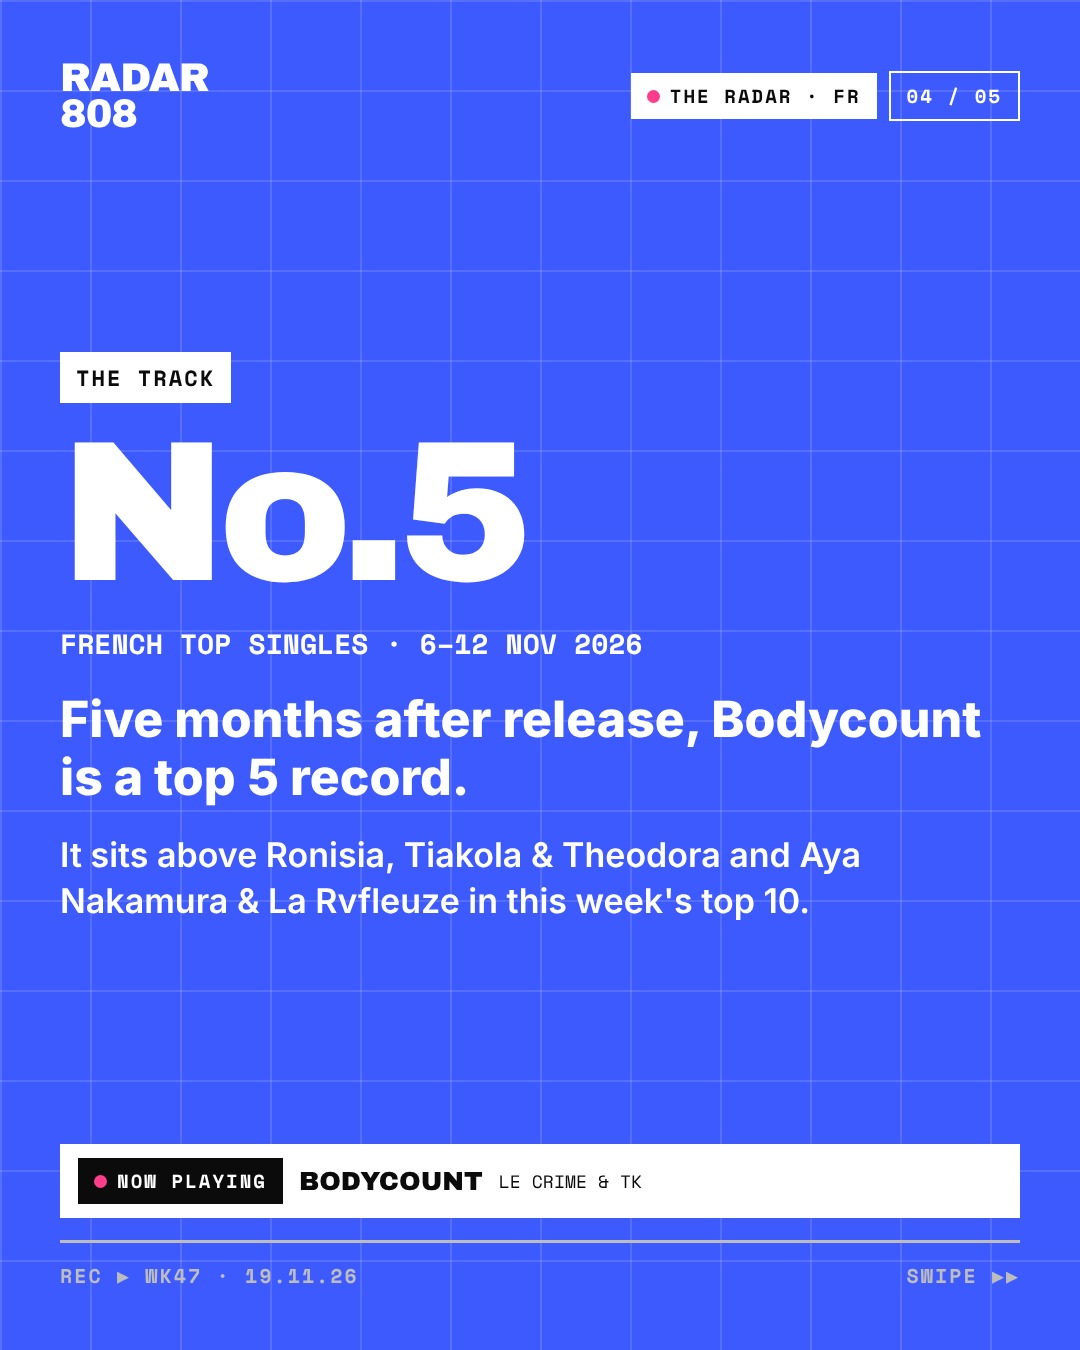 RADAR
808
THE RADAR · FR
04 / 05
THE TRACK
No.5
FRENCH TOP SINGLES · 6–12 NOV 2026
Five months after release, Bodycount
is a top 5 record.
It sits above Ronisia, Tiakola & Theodora and Aya
Nakamura & La Rvfleuze in this week's top 10.
NOW PLAYING BODYCOUNT LE CRIME & TK
REC ▶ WK47 · 19.11.26
SWIPE ▶▶